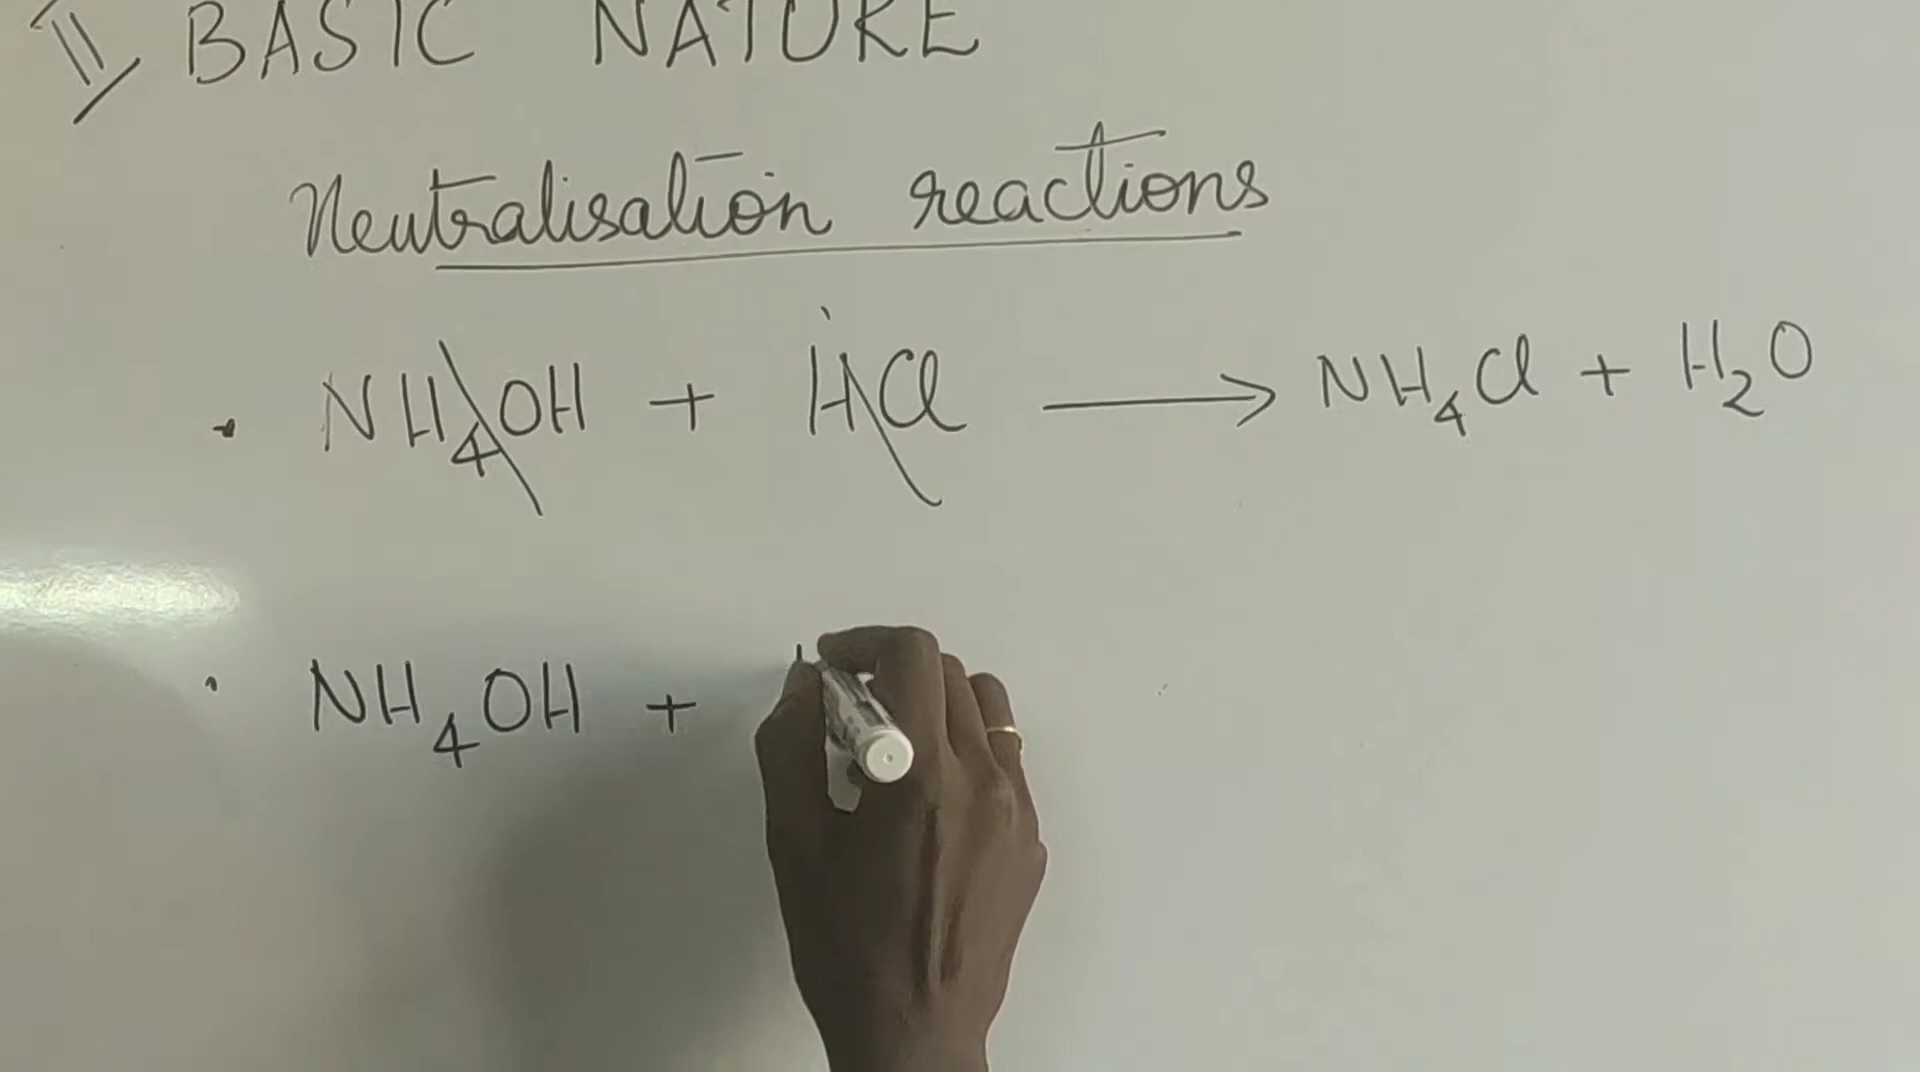 II, BASIC NATURE
Neutralisation reactions
• NH₄OH + HCl ⟶ NH₄Cl + H₂O
• NH₄OH +